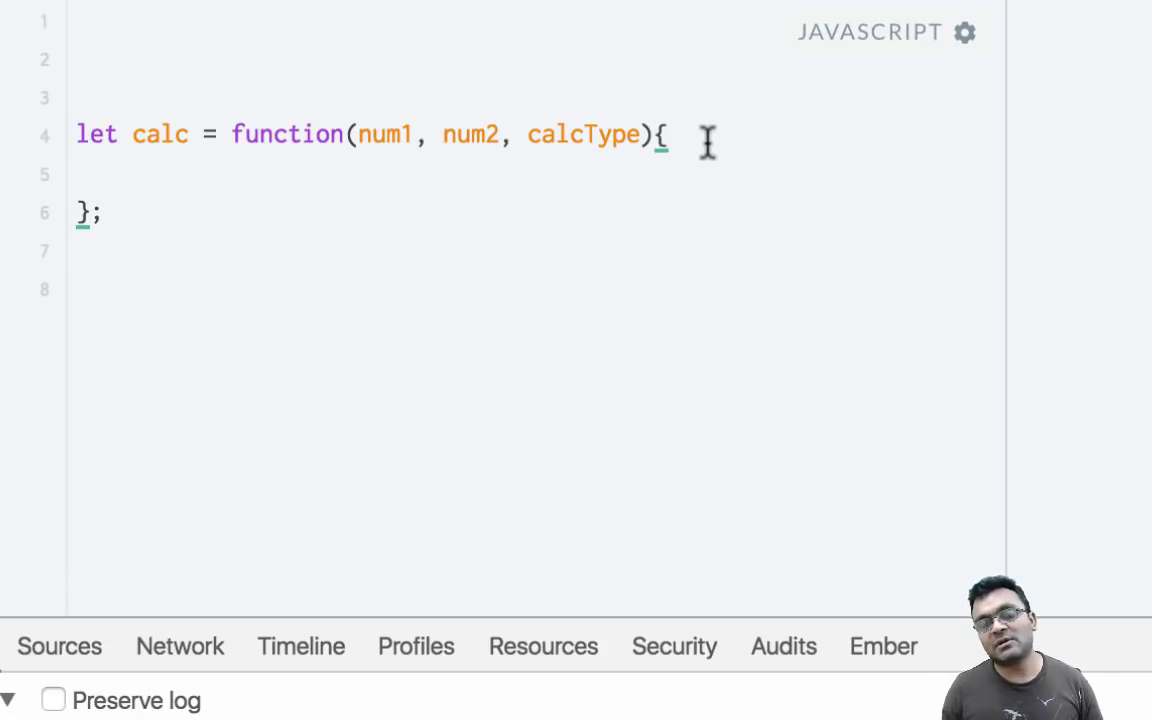 JAVASCRIPT
1
2
3
4 let calc = function(num1, num2, calcType){
5
6 };
7
8
Sources Network Timeline Profiles Resources Security Audits Ember
Preserve log